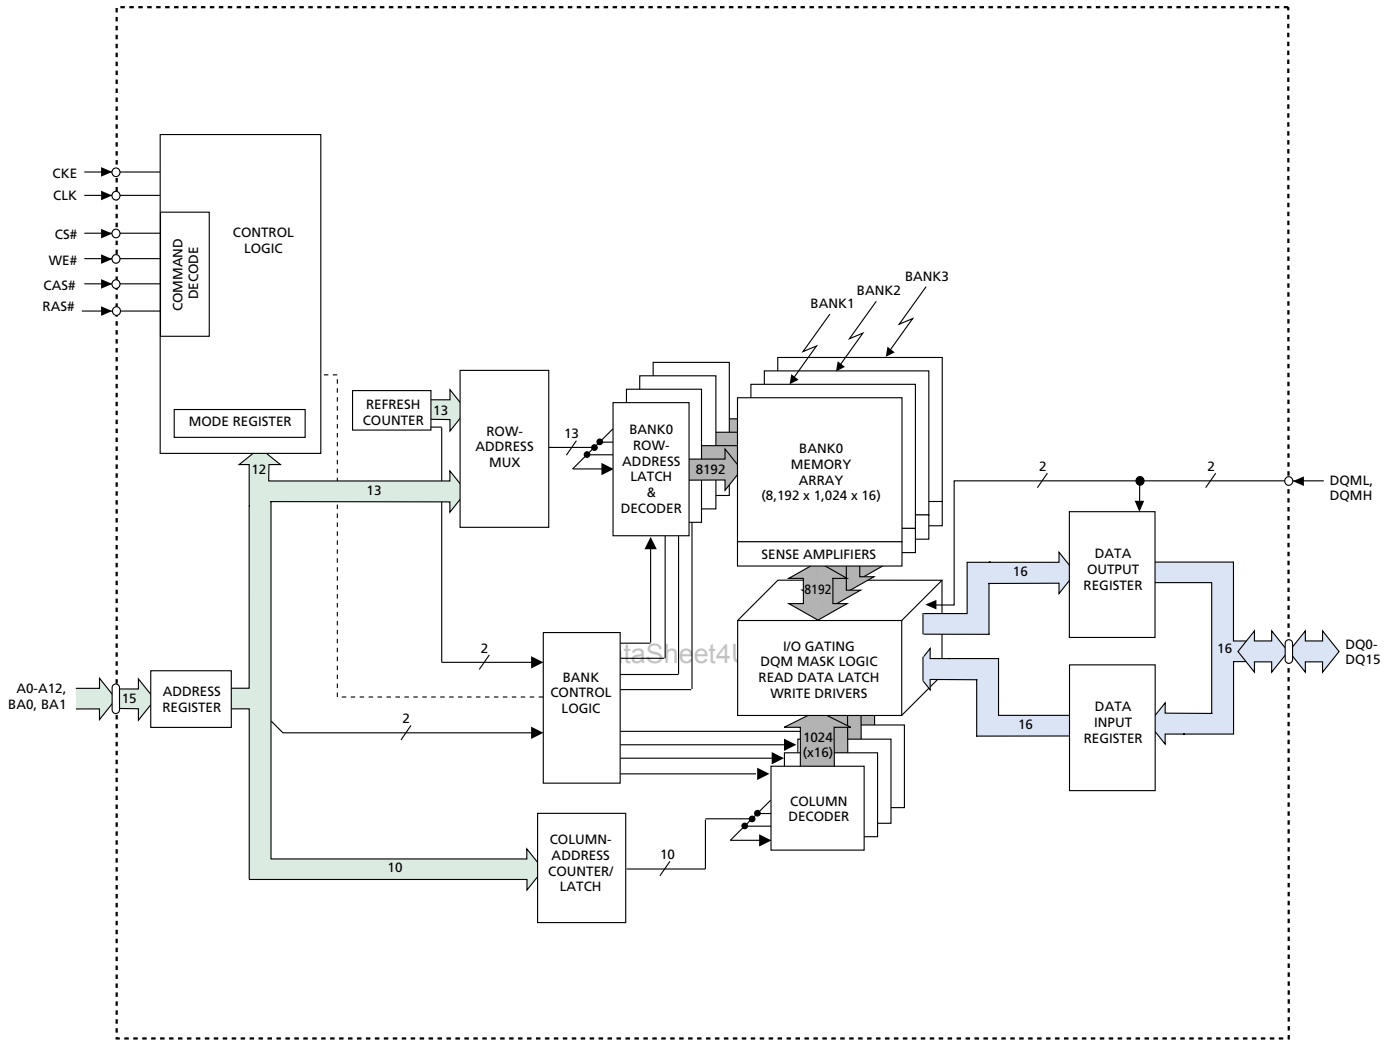 CKE
CLK
CS#
WE#
CAS#
RAS#
COMMAND
DECODE
CONTROL
LOGIC
MODE REGISTER
12
REFRESH
COUNTER
13
13
ROW-
ADDRESS
MUX
13
BANK0
ROW-
ADDRESS
LATCH
&
DECODER
8192
BANK1
BANK2
BANK3
BANK0
MEMORY
ARRAY
(8,192 x 1,024 x 16)
SENSE AMPLIFIERS
8192
I/O GATING
DQM MASK LOGIC
READ DATA LATCH
WRITE DRIVERS
2
2
DQML,
DQMH
DATA
OUTPUT
REGISTER
16
16
DQ0-
DQ15
DATA
INPUT
REGISTER
16
taSheet4U
2
BANK
CONTROL
LOGIC
2
A0-A12,
BA0, BA1
15
ADDRESS
REGISTER
1024
(x16)
COLUMN
DECODER
10
COLUMN-
ADDRESS
COUNTER/
LATCH
10